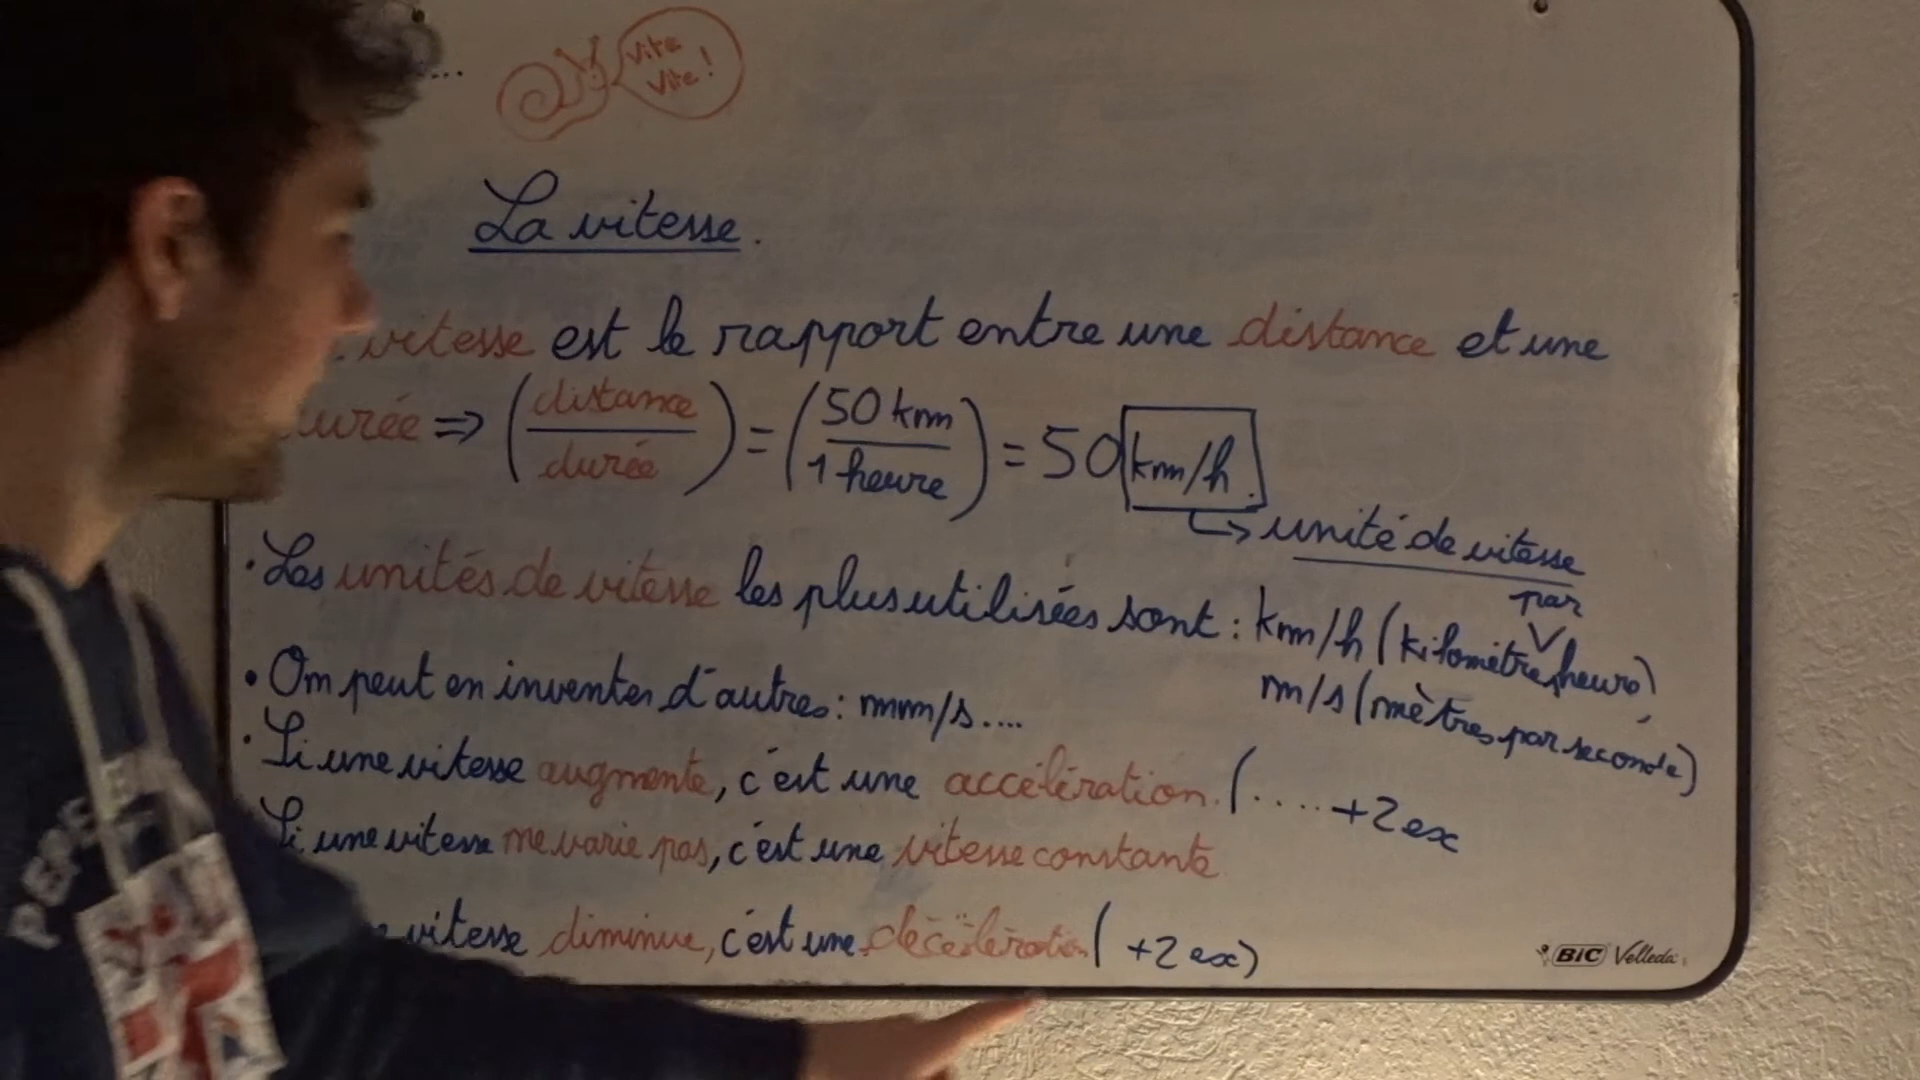 ...
Vite
Vite !
La vitesse.
vitesse est le rapport entre une distance et une
durée => (distance / durée) = (50 km / 1 heure) = 50 km/h.
↳ unité de vitesse
· Les unités de vitesse les plus utilisées sont : km/h (kilomètre par heure)
m/s (mètres par seconde)
• On peut en inventer d'autres : mm/s....
· Si une vitesse augmente, c'est une accélération. (.... +2 ex
Si une vitesse ne varie pas, c'est une vitesse constante
vitesse diminue, c'est une décélération ( +2 ex)
BIC Velleda